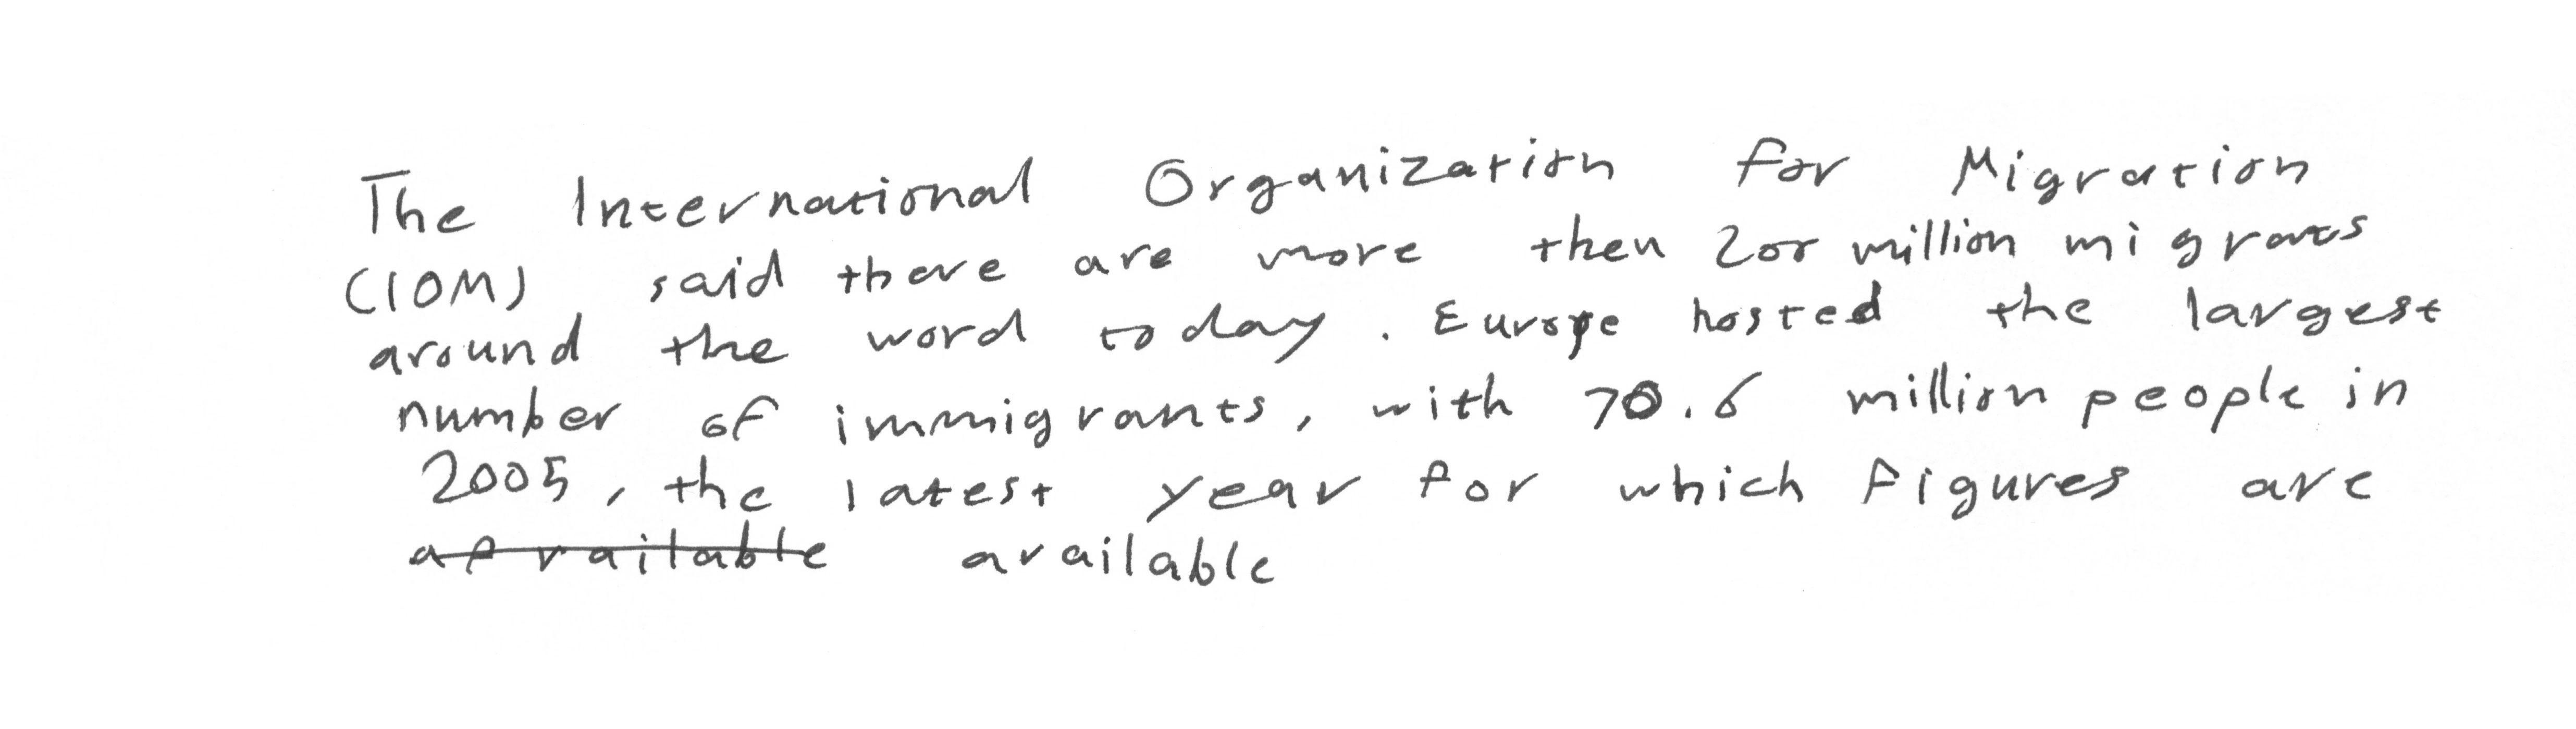 The International Organization for Migration
(IOM) said there are more then 200 million migrats
around the word today. Europe hosted the largest
number of immigrants, with 70.6 million people in
2005, the latest year for which figures are
available